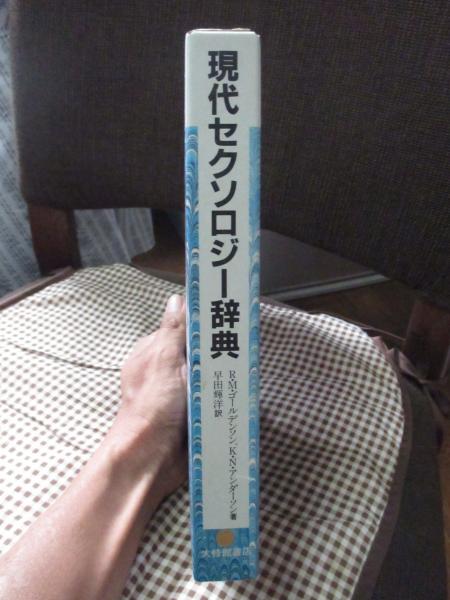 現代セクソロジー辞典
R・M・ゴールデンソン、K・N・アンダーソン著
早田輝洋訳
大修館書店